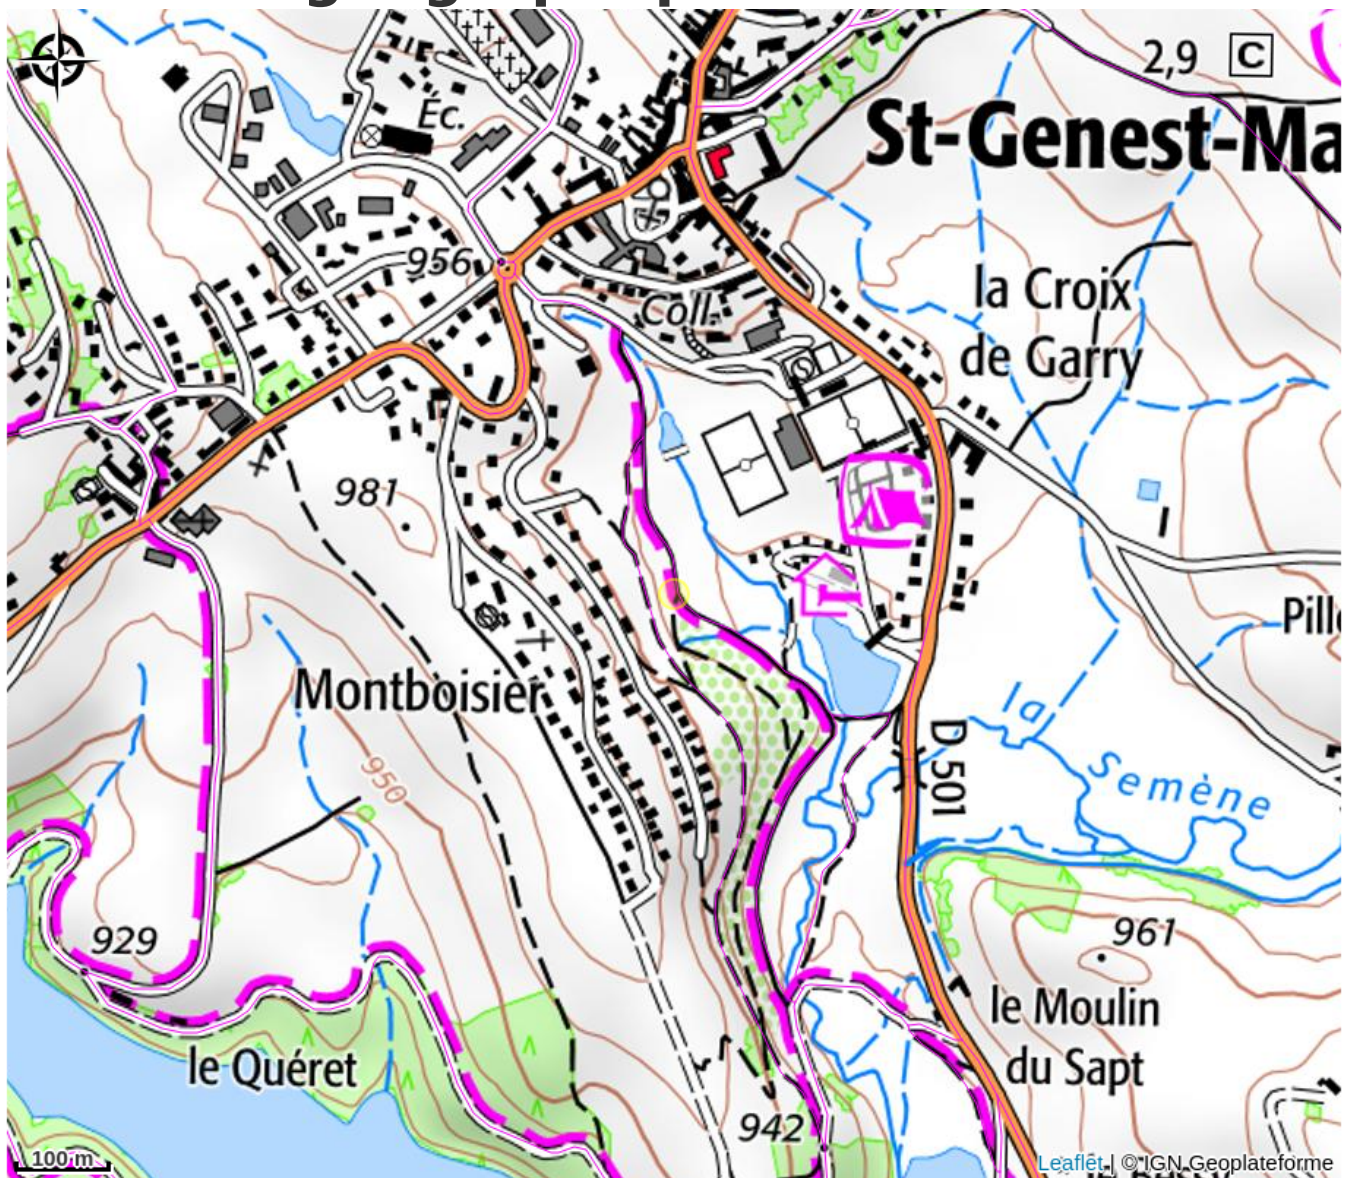 2,9 C
Éc.
St-Genest-Ma
956
Coll.
la Croix
de Garry
981
Pill
Montboisier
la
Semène
D 501
950
929
961
le Moulin
du Sapt
le Quéret
942
100 m
Leaflet | © IGN Geoplateforme